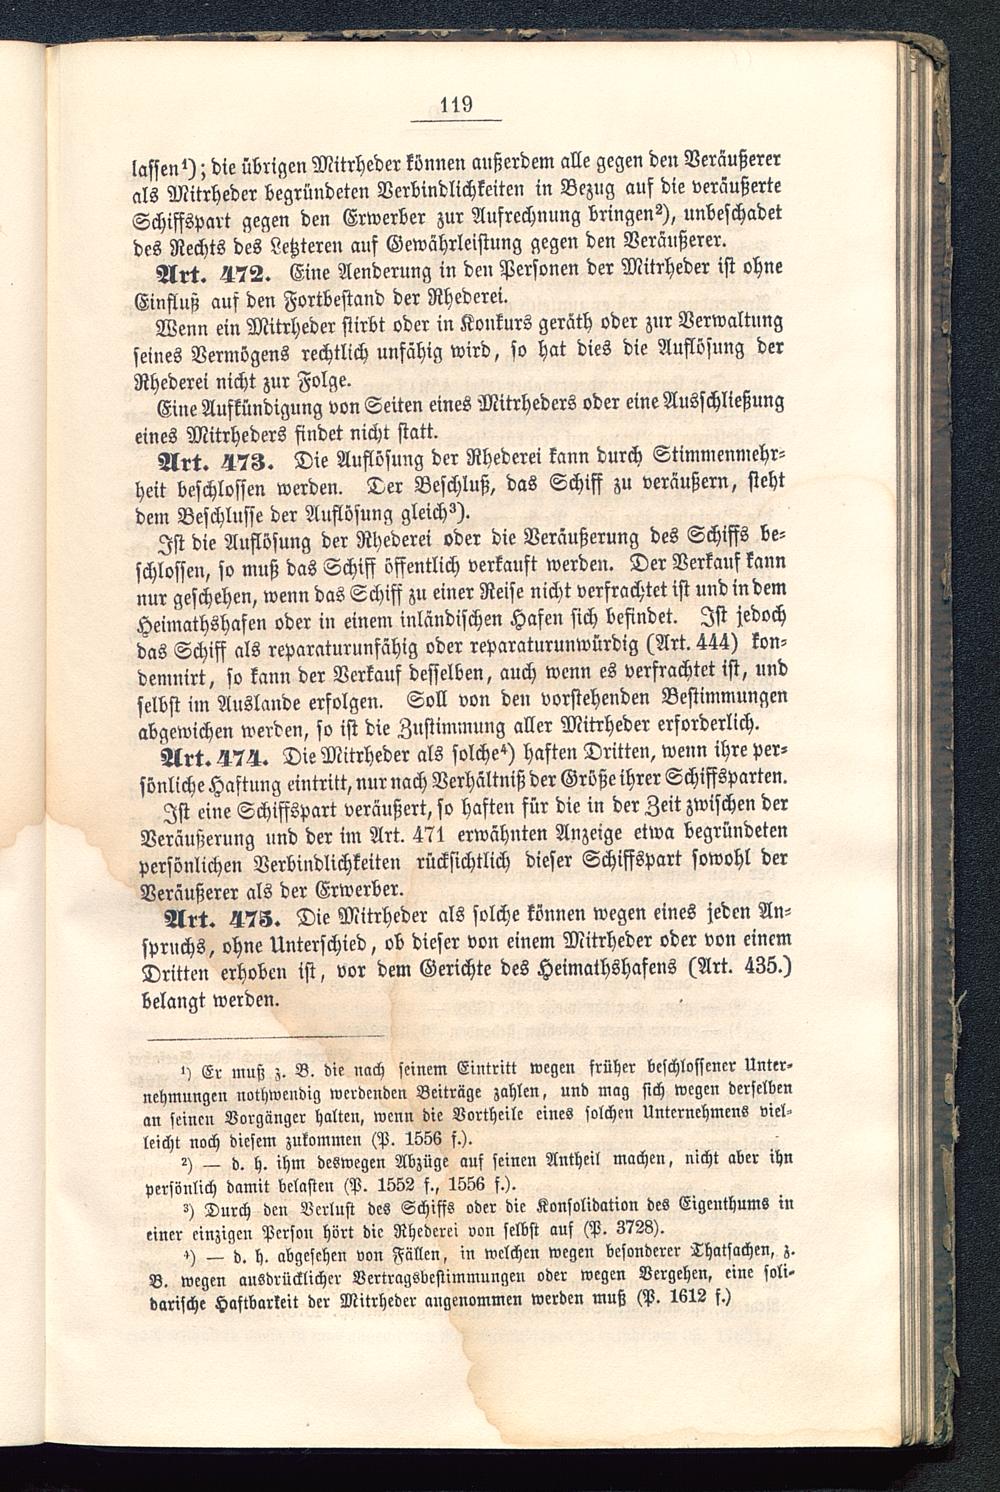 119
lassen¹); die übrigen Mitrheder können außerdem alle gegen den Veräußerer
als Mitrheder begründeten Verbindlichkeiten in Bezug auf die veräußerte
Schiffspart gegen den Erwerber zur Aufrechnung bringen²), unbeschadet
des Rechts des Letzteren auf Gewährleistung gegen den Veräußerer.
Art. 472. Eine Aenderung in den Personen der Mitrheder ist ohne
Einfluß auf den Fortbestand der Rhederei.
Wenn ein Mitrheder stirbt oder in Konkurs geräth oder zur Verwaltung
seines Vermögens rechtlich unfähig wird, so hat dies die Auflösung der
Rhederei nicht zur Folge.
Eine Aufkündigung von Seiten eines Mitrheders oder eine Ausschließung
eines Mitrheders findet nicht statt.
Art. 473. Die Auflösung der Rhederei kann durch Stimmenmehr-
heit beschlossen werden. Der Beschluß, das Schiff zu veräußern, steht
dem Beschlusse der Auflösung gleich³).
Ist die Auflösung der Rhederei oder die Veräußerung des Schiffs be-
schlossen, so muß das Schiff öffentlich verkauft werden. Der Verkauf kann
nur geschehen, wenn das Schiff zu einer Reise nicht verfrachtet ist und in dem
Heimathshafen oder in einem inländischen Hafen sich befindet. Ist jedoch
das Schiff als reparaturunfähig oder reparaturunwürdig (Art. 444) kon-
demnirt, so kann der Verkauf desselben, auch wenn es verfrachtet ist, und
selbst im Auslande erfolgen. Soll von den vorstehenden Bestimmungen
abgewichen werden, so ist die Zustimmung aller Mitrheder erforderlich.
Art. 474. Die Mitrheder als solche⁴) haften Dritten, wenn ihre per-
sönliche Haftung eintritt, nur nach Verhältniß der Größe ihrer Schiffsparten.
Ist eine Schiffspart veräußert, so haften für die in der Zeit zwischen der
Veräußerung und der im Art. 471 erwähnten Anzeige etwa begründeten
persönlichen Verbindlichkeiten rücksichtlich dieser Schiffspart sowohl der
Veräußerer als der Erwerber.
Art. 475. Die Mitrheder als solche können wegen eines jeden An-
spruchs, ohne Unterschied, ob dieser von einem Mitrheder oder von einem
Dritten erhoben ist, vor dem Gerichte des Heimathshafens (Art. 435.)
belangt werden.
¹) Er muß z. B. die nach seinem Eintritt wegen früher beschlossener Unter-
nehmungen nothwendig werdenden Beiträge zahlen, und mag sich wegen derselben
an seinen Vorgänger halten, wenn die Vortheile eines solchen Unternehmens viel-
leicht noch diesem zukommen (P. 1556 f.).
²) — d. h. ihm deswegen Abzüge auf seinen Antheil machen, nicht aber ihn
persönlich damit belasten (P. 1552 f., 1556 f.).
³) Durch den Verlust des Schiffs oder die Konsolidation des Eigenthums in
einer einzigen Person hört die Rhederei von selbst auf (P. 3728).
⁴) — d. h. abgesehen von Fällen, in welchen wegen besonderer Thatsachen, z.
B. wegen ausdrücklicher Vertragsbestimmungen oder wegen Vergehen, eine soli-
darische Haftbarkeit der Mitrheder angenommen werden muß (P. 1612 f.)